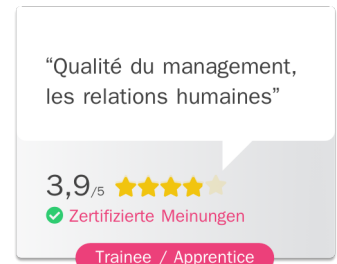 “Qualité du management,
les relations humaines”
3,9/5
Zertifizierte Meinungen
Trainee / Apprentice